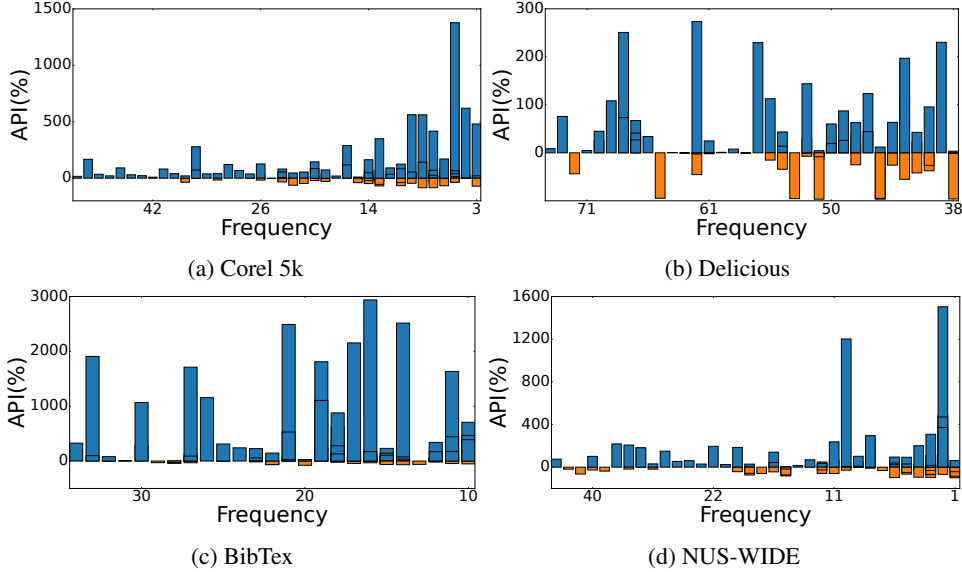 1500
1000
500
0
API(%)
42
26
14
3
Frequency
(a) Corel 5k
300
200
100
0
API(%)
71
61
50
38
Frequency
(b) Delicious
3000
2000
1000
0
API(%)
30
20
10
Frequency
(c) BibTex
1600
1200
800
400
0
API(%)
40
22
11
1
Frequency
(d) NUS-WIDE